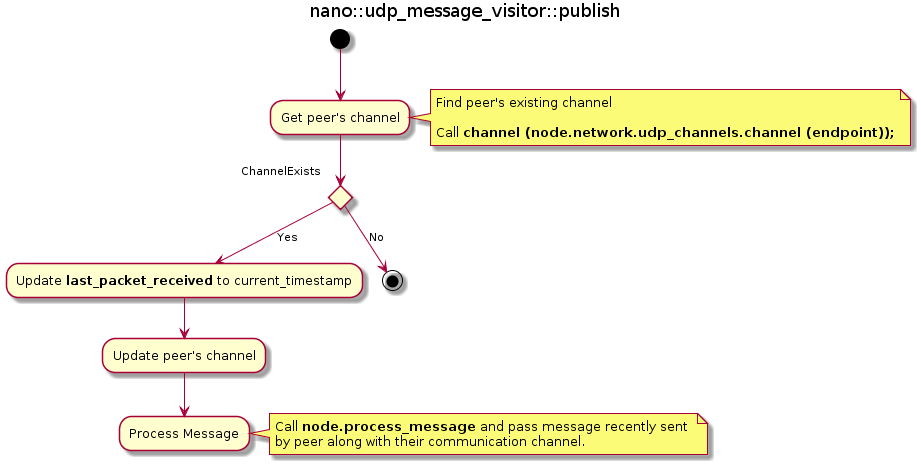 nano::udp_message_visitor::publish
Get peer's channel
Find peer's existing channel
Call channel (node.network.udp_channels.channel (endpoint));
ChannelExists
Yes
No
Update last_packet_received to current_timestamp
Update peer's channel
Process Message
Call node.process_message and pass message recently sent
by peer along with their communication channel.